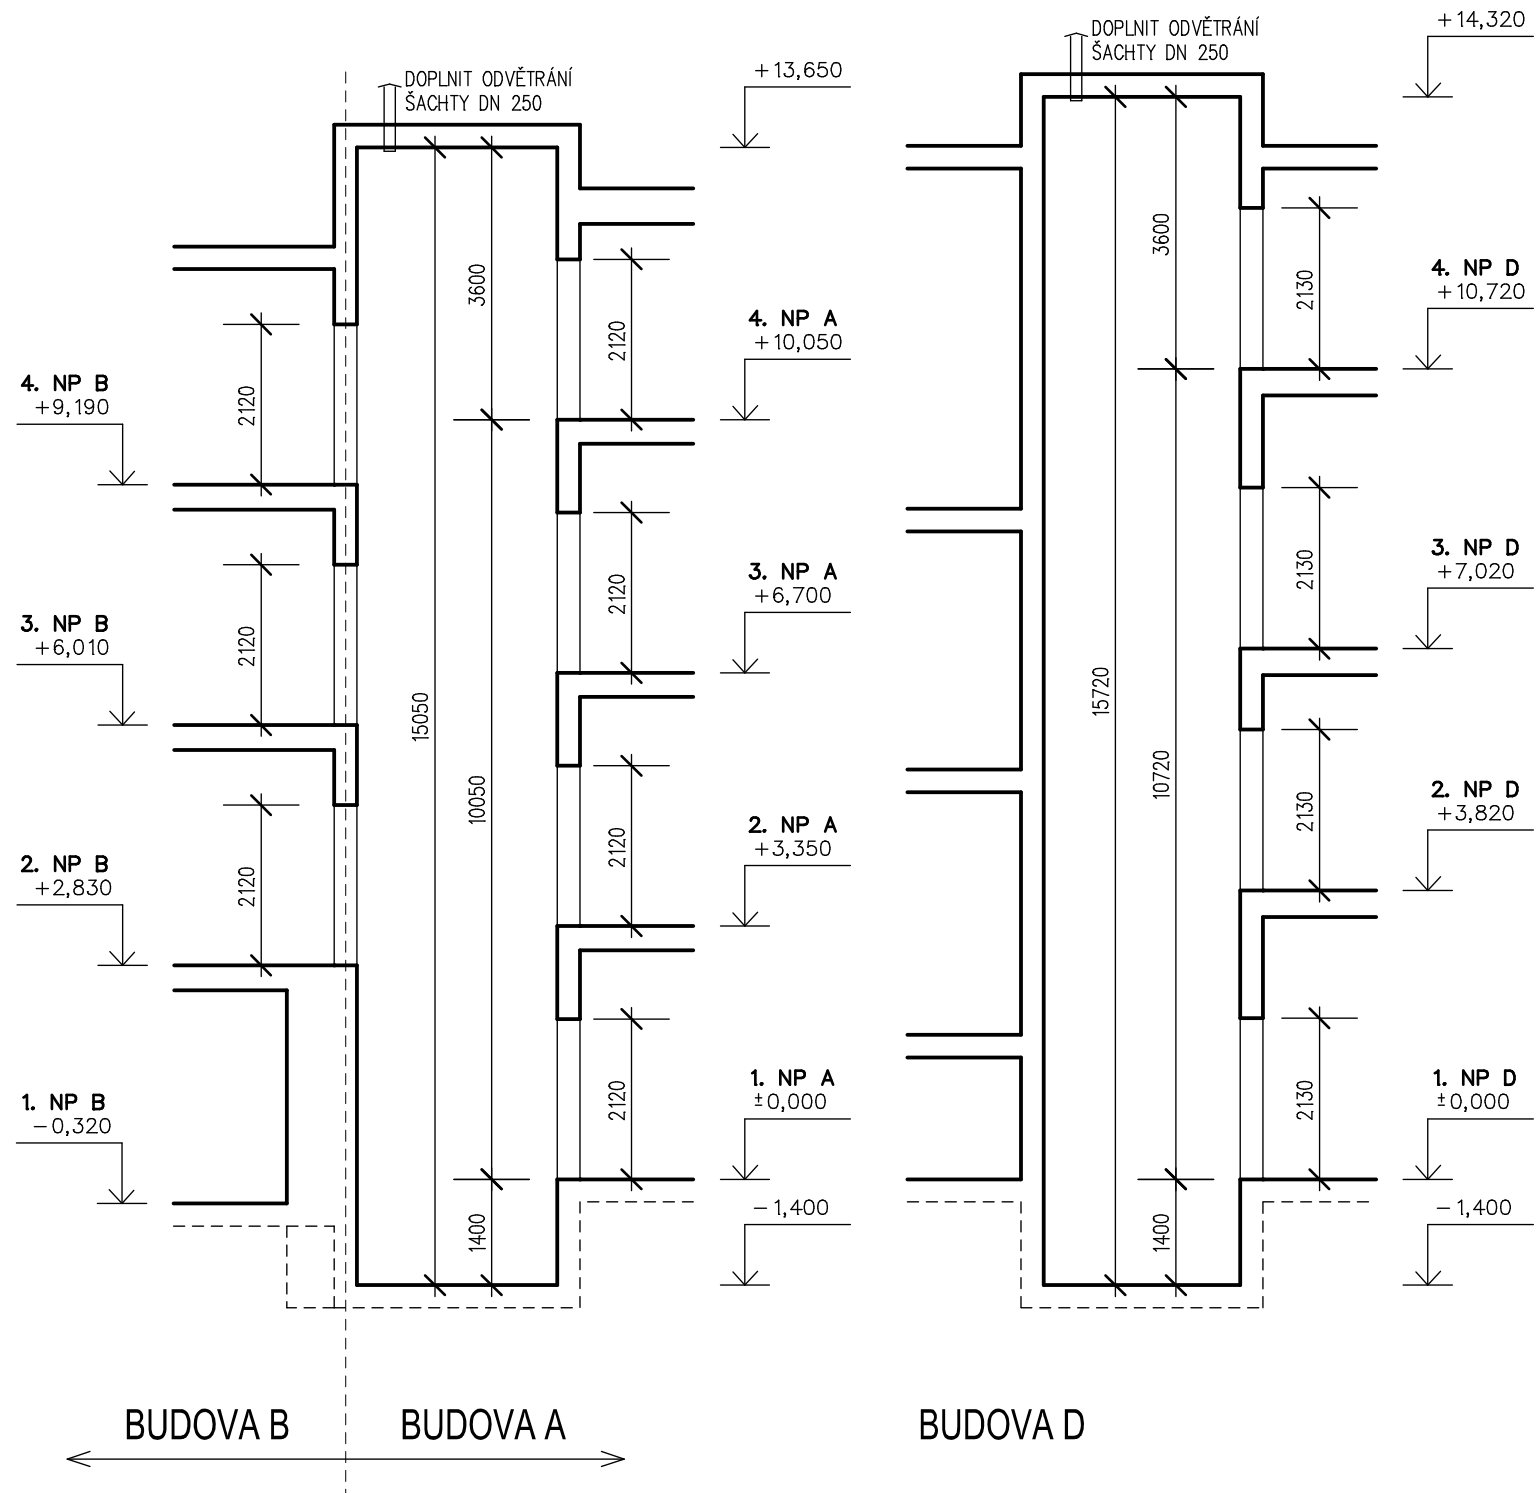 DOPLNIT ODVĚTRÁNÍ
ŠACHTY DN 250
+13,650
3600
2120
4. NP A
+10,050
4. NP B
+9,190
2120
2120
3. NP A
+6,700
3. NP B
+6,010
2120
15050
10050
2120
2. NP A
+3,350
2. NP B
+2,830
2120
2120
1. NP A
±0,000
1. NP B
-0,320
1400
-1,400
BUDOVA B
BUDOVA A
DOPLNIT ODVĚTRÁNÍ
ŠACHTY DN 250
+14,320
3600
2130
4. NP D
+10,720
2130
3. NP D
+7,020
15720
10720
2130
2. NP D
+3,820
2130
1. NP D
±0,000
1400
-1,400
BUDOVA D